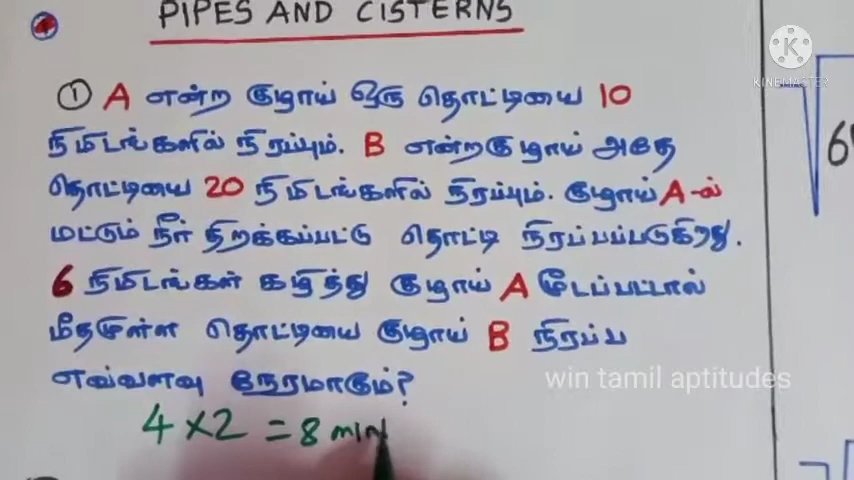 PIPES AND CISTERNS
① A என்ற குழாய் ஒரு தொட்டியை 10
நிமிடங்களில் நிரப்பும். B என்ற குழாய் அதே
தொட்டியை 20 நிமிடங்களில் நிரப்பும். குழாய் A-ல்
மட்டும் நீர் திறக்கப்பட்டு தொட்டி நிரப்பப்படுகிறது.
6 நிமிடங்கள் கழித்து குழாய் A மூடப்பட்டால்
மீதமுள்ள தொட்டியை குழாய் B நிரப்ப
எவ்வளவு நேரமாகும்?
4 × 2 = 8 min
K
KINEMASTER
win tamil aptitudes